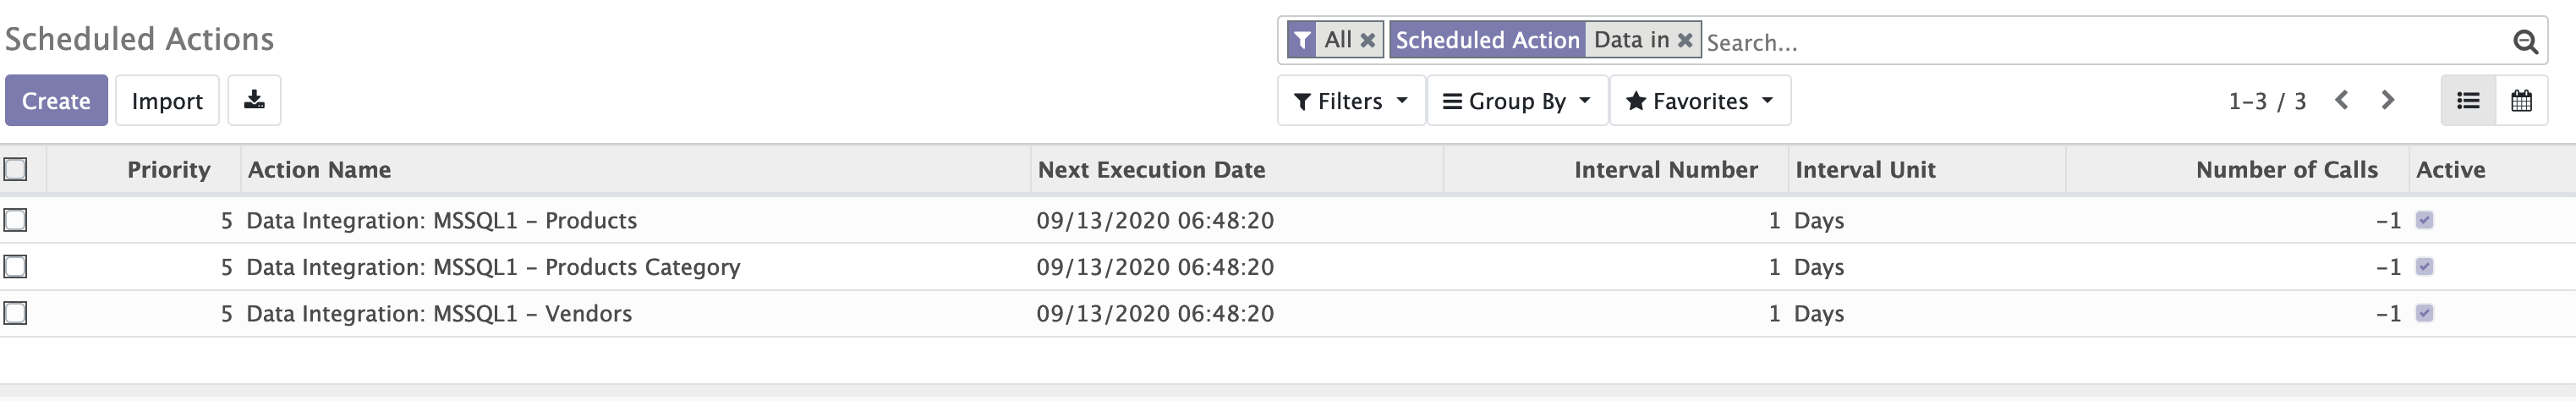 Scheduled Actions
All Scheduled Action Data in Search...
Create Import Filters Group By Favorites 1-3 / 3
Priority Action Name Next Execution Date Interval Number Interval Unit Number of Calls Active
5 Data Integration: MSSQL1 – Products 09/13/2020 06:48:20 1 Days -1
5 Data Integration: MSSQL1 – Products Category 09/13/2020 06:48:20 1 Days -1
5 Data Integration: MSSQL1 – Vendors 09/13/2020 06:48:20 1 Days -1